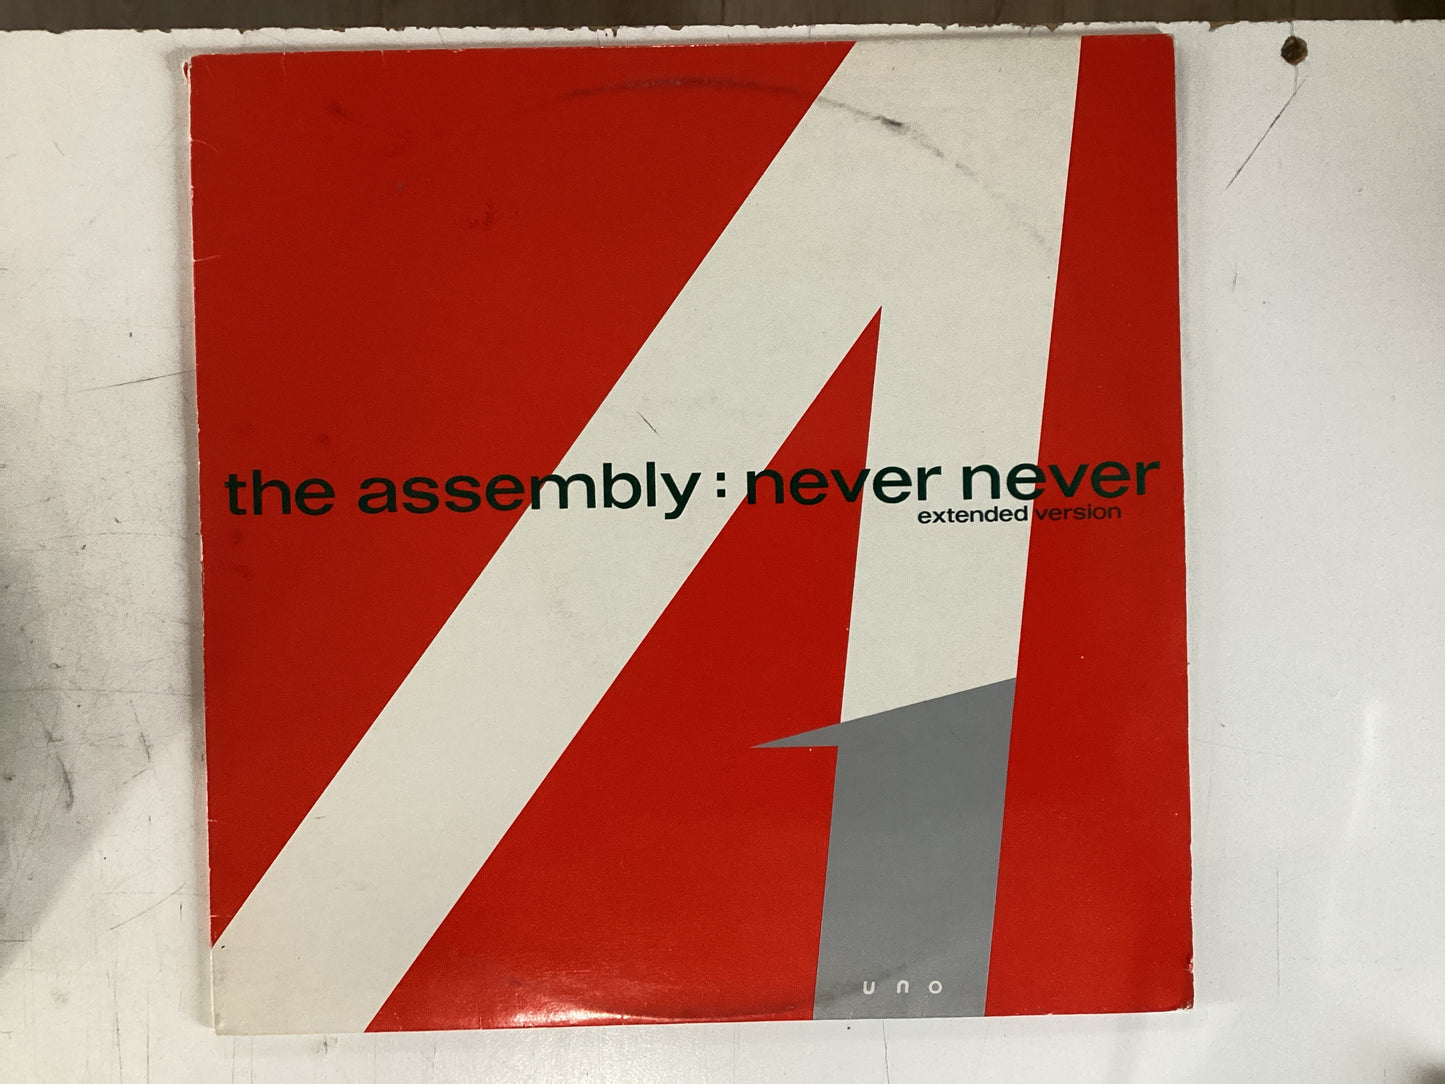 the assembly : never never
extended version
uno